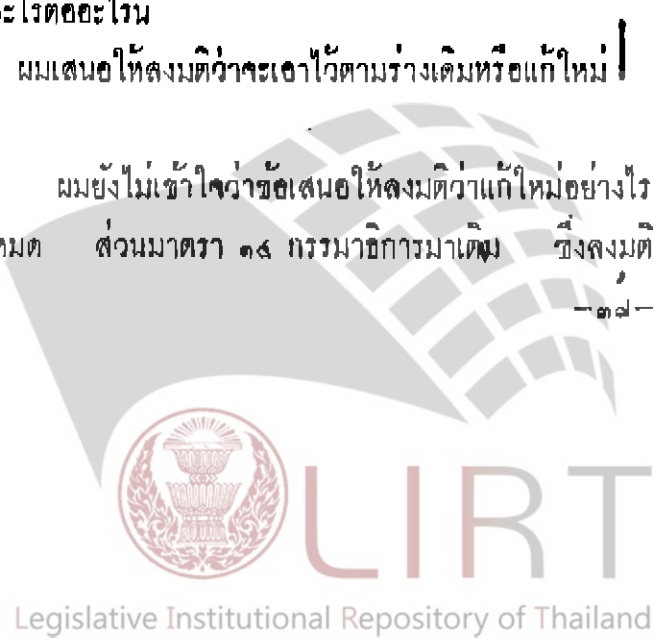 ะไรต่ออะไรน
ผมเสนอให้ลงมติว่าจะเอาไว้ตามร่างเดิมหรือแก้ใหม่
ผมยังไม่เข้าใจว่าข้อเสนอให้ลงมติว่าแก้ใหม่อย่างไร
หมด ส่วนมาตรา ๑๕ กรรมาธิการมาเติม ซึ่งลงมติ
LIRT
Legislative Institutional Repository of Thailand